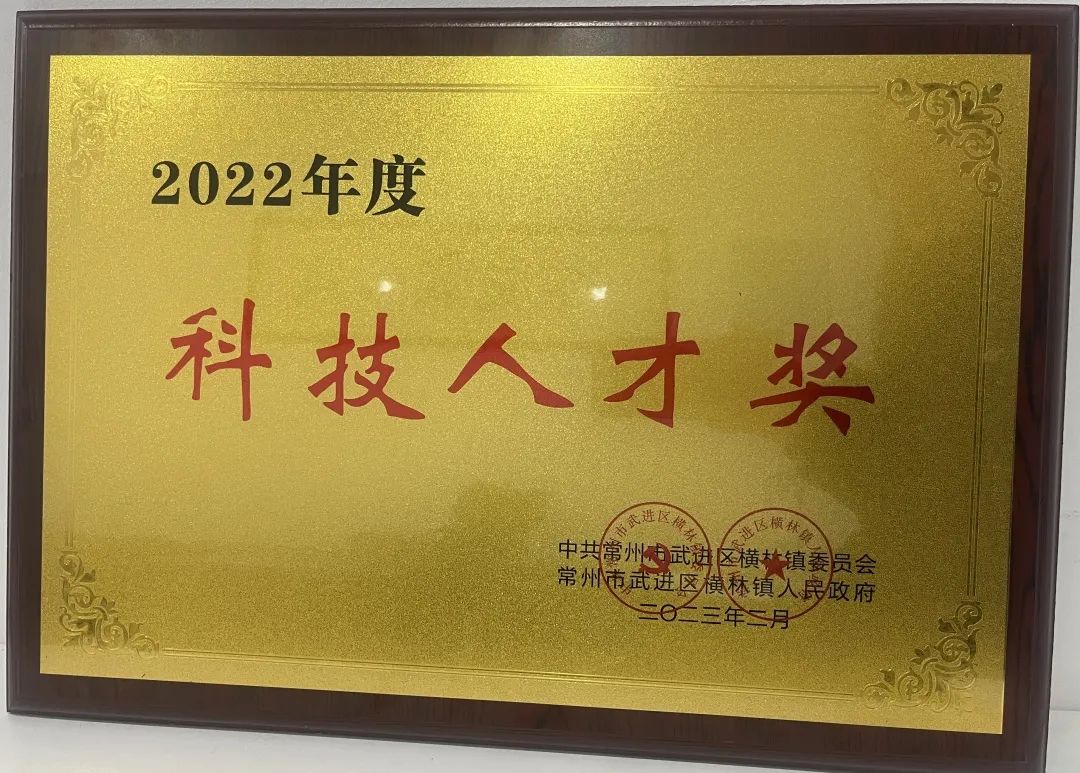 2022年度
科技人才奖
中共常州市武进区横林镇委员会
常州市武进区横林镇人民政府
二〇二三年二月